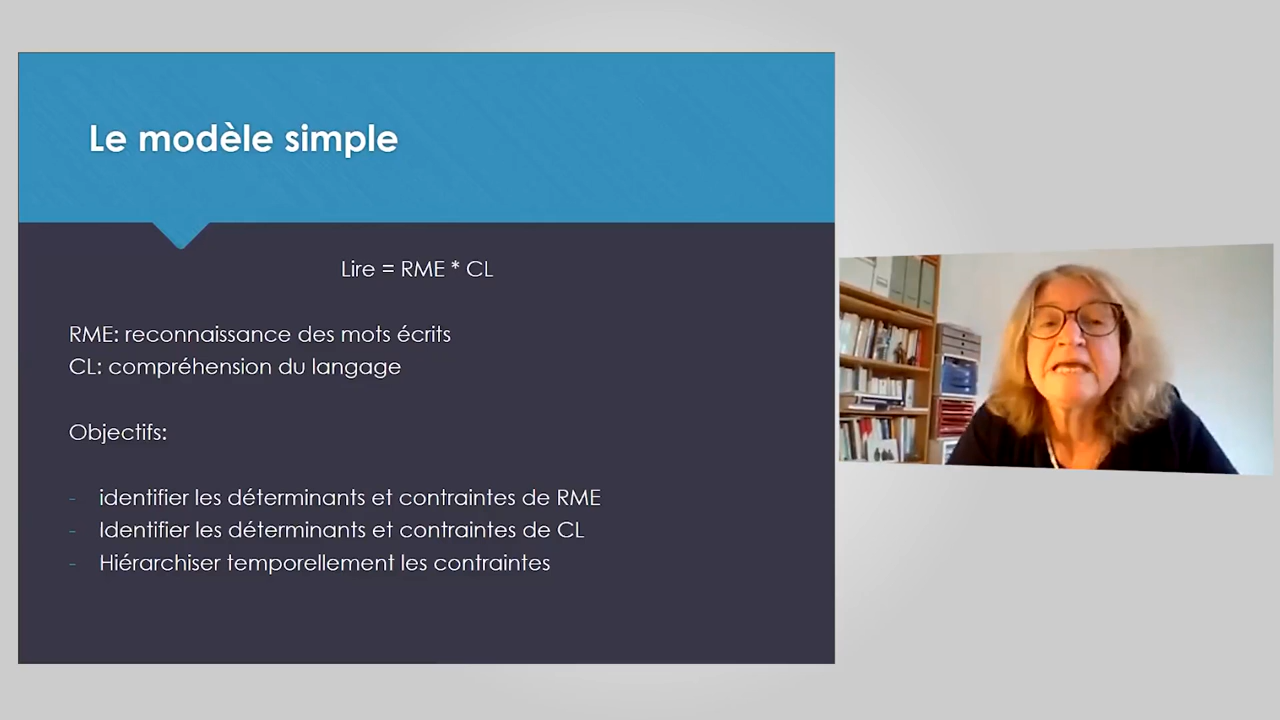 Le modèle simple
Lire = RME * CL
RME: reconnaissance des mots écrits
CL: compréhension du langage
Objectifs:
- identifier les déterminants et contraintes de RME
- Identifier les déterminants et contraintes de CL
- Hiérarchiser temporellement les contraintes